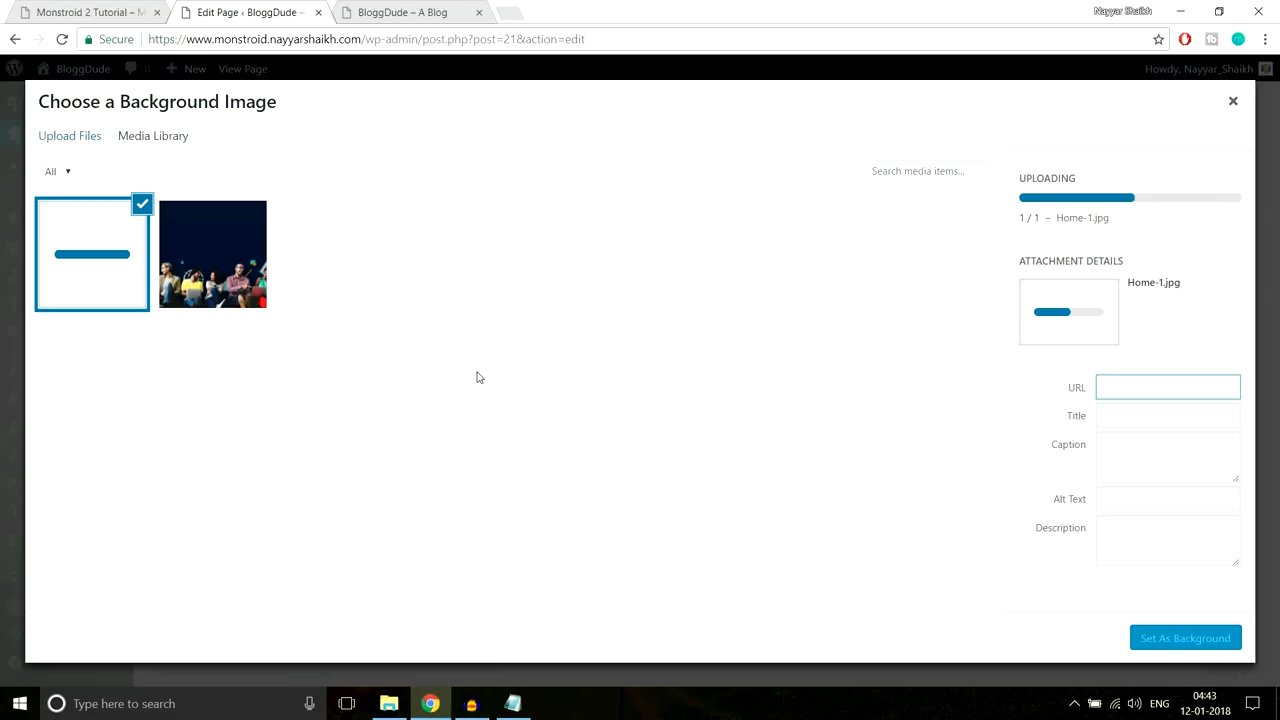 Monstroid 2 Tutorial – M
Edit Page ‹ BloggDude –
BloggDude – A Blog
Nayyar Shaikh
Secure
https://www.monstroid.nayyarshaikh.com/wp-admin/post.php?post=21&action=edit
BloggDude
0
New
View Page
Howdy, Nayyar_Shaikh
Choose a Background Image
Upload Files
Media Library
All
Search media items...
UPLOADING
1 / 1 – Home-1.jpg
ATTACHMENT DETAILS
Home-1.jpg
URL
Title
Caption
Alt Text
Description
Set As Background
Type here to search
ENG
04:43
12-01-2018